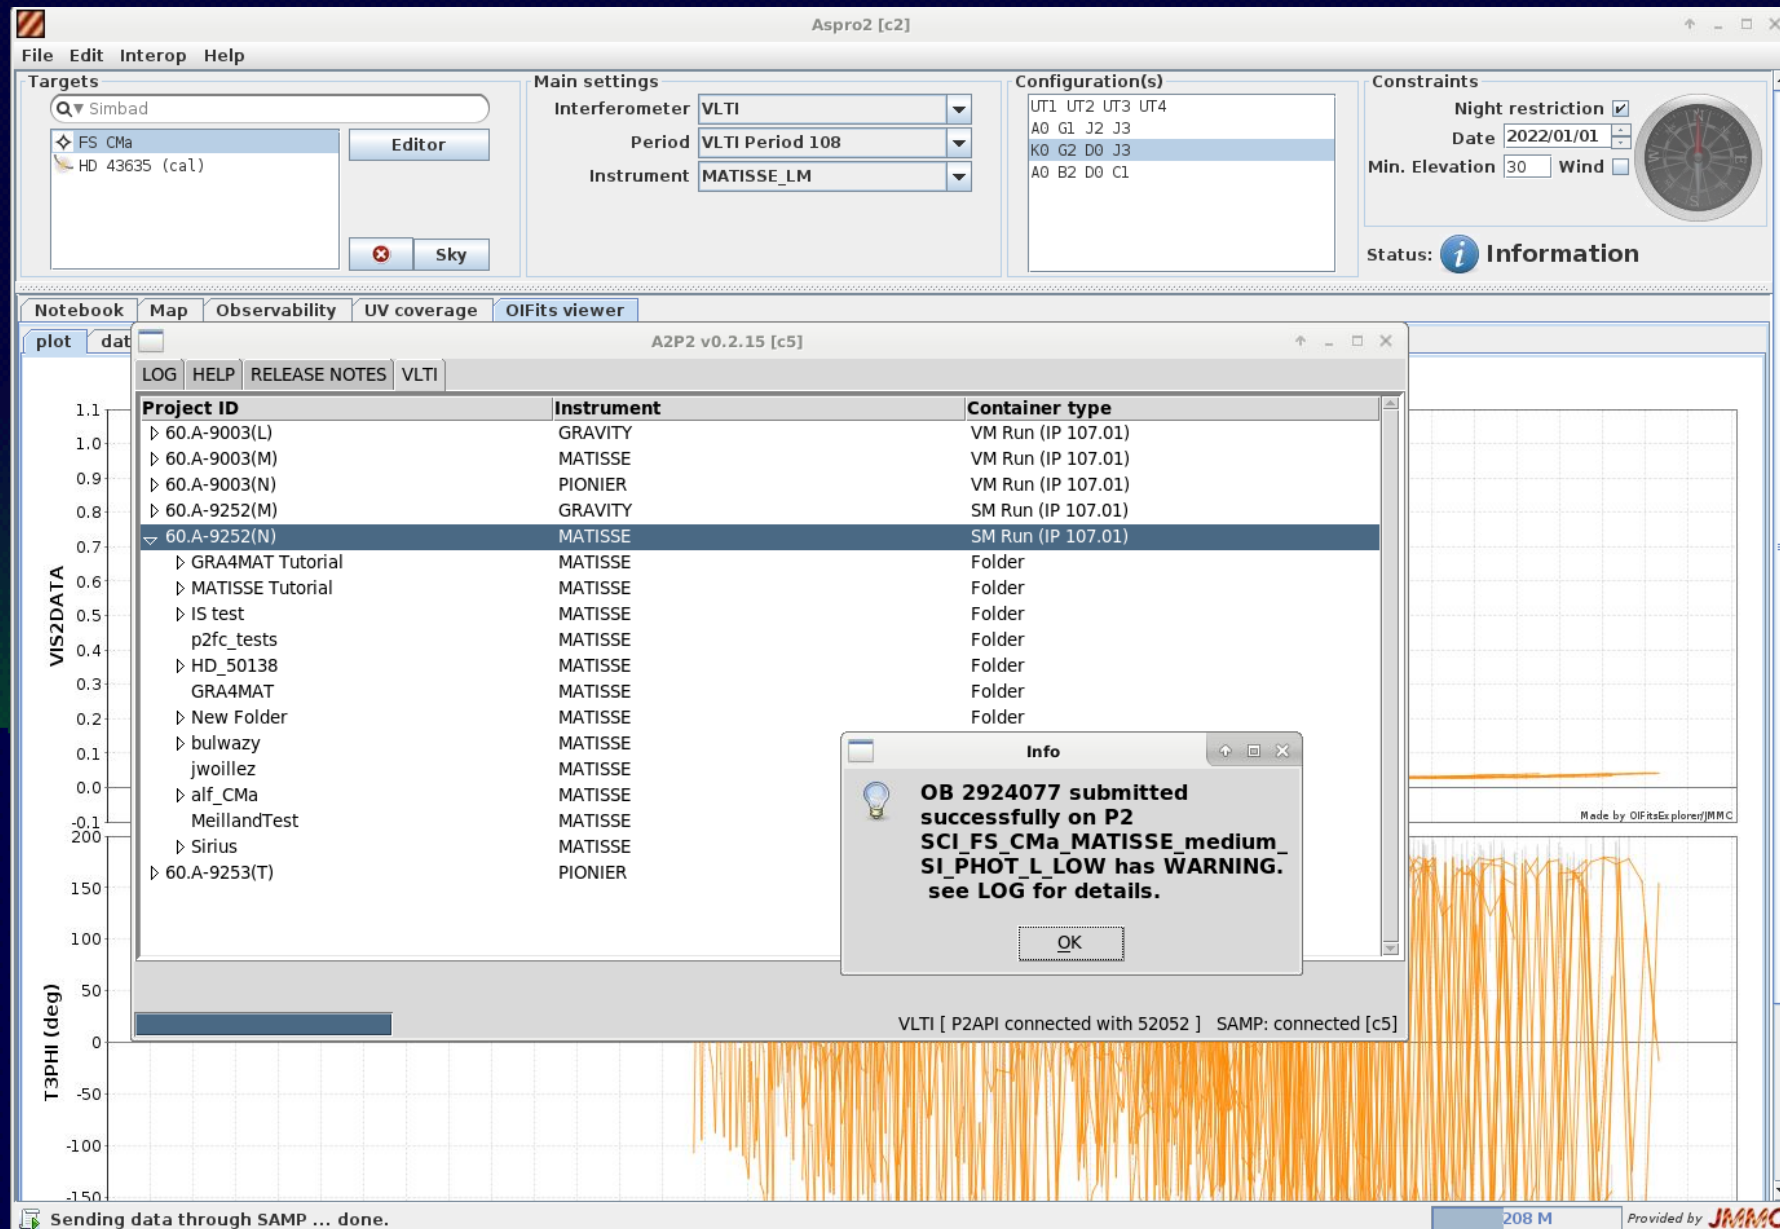 Aspro2 [c2]
File Edit Interop Help
Targets
Simbad
FS CMa
HD 43635 (cal)
Editor
Sky
Main settings
Interferometer VLTI
Period VLTI Period 108
Instrument MATISSE_LM
Configuration(s)
UT1 UT2 UT3 UT4
A0 G1 J2 J3
K0 G2 D0 J3
A0 B2 D0 C1
Constraints
Night restriction
Date 2022/01/01
Min. Elevation 30 Wind
N
E
S
W
Status: i Information
Notebook Map Observability UV coverage OIFits viewer
plot dat
A2P2 v0.2.15 [c5]
LOG HELP RELEASE NOTES VLTI
Project ID Instrument Container type
60.A-9003(L) GRAVITY VM Run (IP 107.01)
60.A-9003(M) MATISSE VM Run (IP 107.01)
60.A-9003(N) PIONIER VM Run (IP 107.01)
60.A-9252(M) GRAVITY SM Run (IP 107.01)
60.A-9252(N) MATISSE SM Run (IP 107.01)
GRA4MAT Tutorial MATISSE Folder
MATISSE Tutorial MATISSE Folder
IS test MATISSE Folder
p2fc_tests MATISSE Folder
HD_50138 MATISSE Folder
GRA4MAT MATISSE Folder
New Folder MATISSE Folder
bulwazy MATISSE
jwoillez MATISSE
alf_CMa MATISSE
MeillandTest MATISSE
Sirius MATISSE
60.A-9253(T) PIONIER
Info
OB 2924077 submitted
successfully on P2
SCI_FS_CMa_MATISSE_medium_
SI_PHOT_L_LOW has WARNING.
see LOG for details.
OK
VLTI [ P2API connected with 52052 ] SAMP: connected [c5]
VIS2DATA
1.1
1.0
0.9
0.8
0.7
0.6
0.5
0.4
0.3
0.2
0.1
0.0
-0.1
Made by OIFitsExplorer/JMMC
T3PHI (deg)
200
150
100
50
0
-50
-100
-150
Sending data through SAMP ... done.
208 M
Provided by JMMC